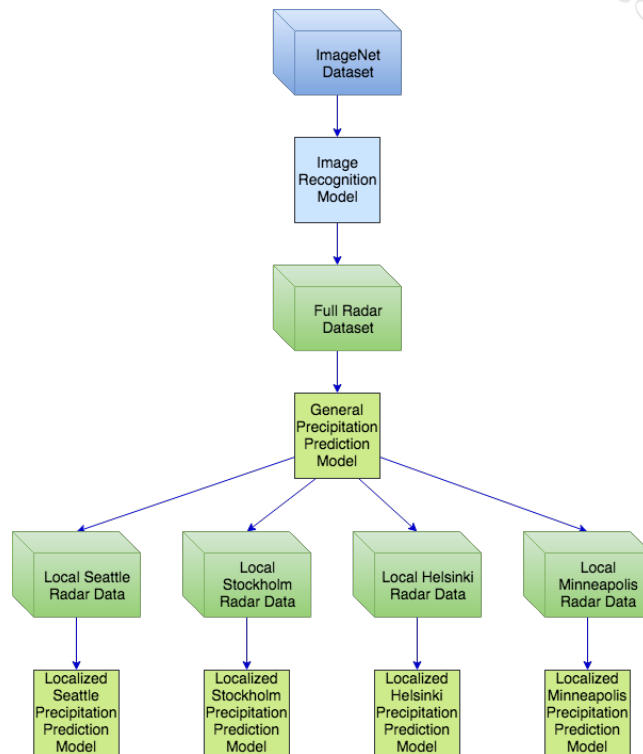 ImageNet
Dataset
Image
Recognition
Model
Full Radar
Dataset
General
Precipitation
Prediction
Model
Local Seattle
Radar Data
Local
Stockholm
Radar Data
Local Helsinki
Radar Data
Local
Minneapolis
Radar Data
Localized
Seattle
Precipitation
Prediction
Model
Localized
Stockholm
Precipitation
Prediction
Model
Localized
Helsinki
Precipitation
Prediction
Model
Localized
Minneapolis
Precipitation
Prediction
Model